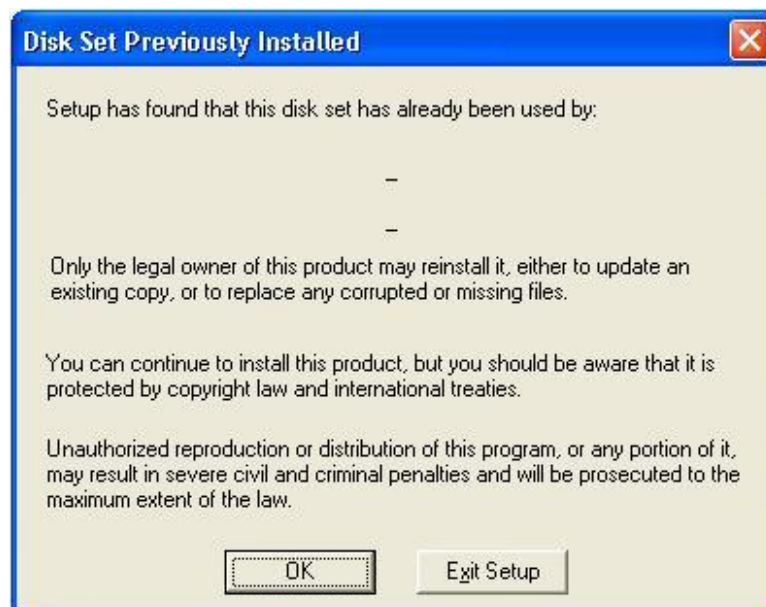 Disk Set Previously Installed
Setup has found that this disk set has already been used by:
–
–
Only the legal owner of this product may reinstall it, either to update an
existing copy, or to replace any corrupted or missing files.
You can continue to install this product, but you should be aware that it is
protected by copyright law and international treaties.
Unauthorized reproduction or distribution of this program, or any portion of it,
may result in severe civil and criminal penalties and will be prosecuted to the
maximum extent of the law.
OK Exit Setup